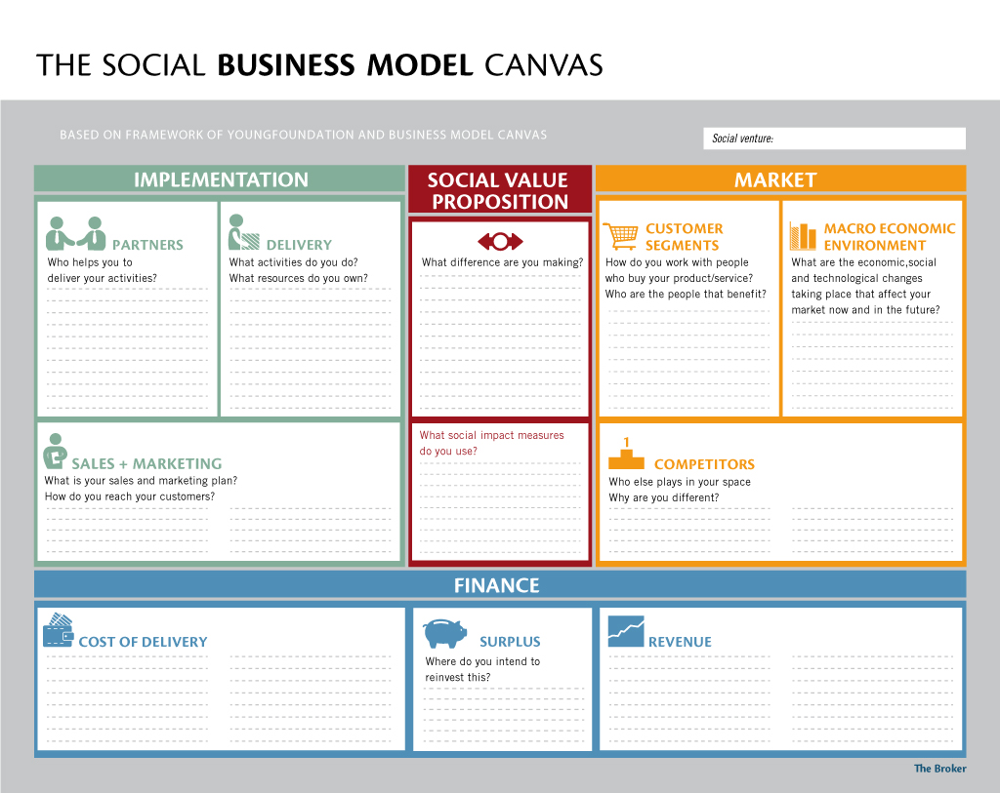 THE SOCIAL BUSINESS MODEL CANVAS
BASED ON FRAMEWORK OF YOUNGFOUNDATION AND BUSINESS MODEL CANVAS
Social venture:
IMPLEMENTATION
PARTNERS
Who helps you to
deliver your activities?
DELIVERY
What activities do you do?
What resources do you own?
SALES + MARKETING
What is your sales and marketing plan?
How do you reach your customers?
SOCIAL VALUE
PROPOSITION
What difference are you making?
What social impact measures
do you use?
MARKET
CUSTOMER
SEGMENTS
How do you work with people
who buy your product/service?
Who are the people that benefit?
MACRO ECONOMIC
ENVIRONMENT
What are the economic,social
and technological changes
taking place that affect your
market now and in the future?
1
COMPETITORS
Who else plays in your space
Why are you different?
FINANCE
COST OF DELIVERY
SURPLUS
Where do you intend to
reinvest this?
REVENUE
The Broker